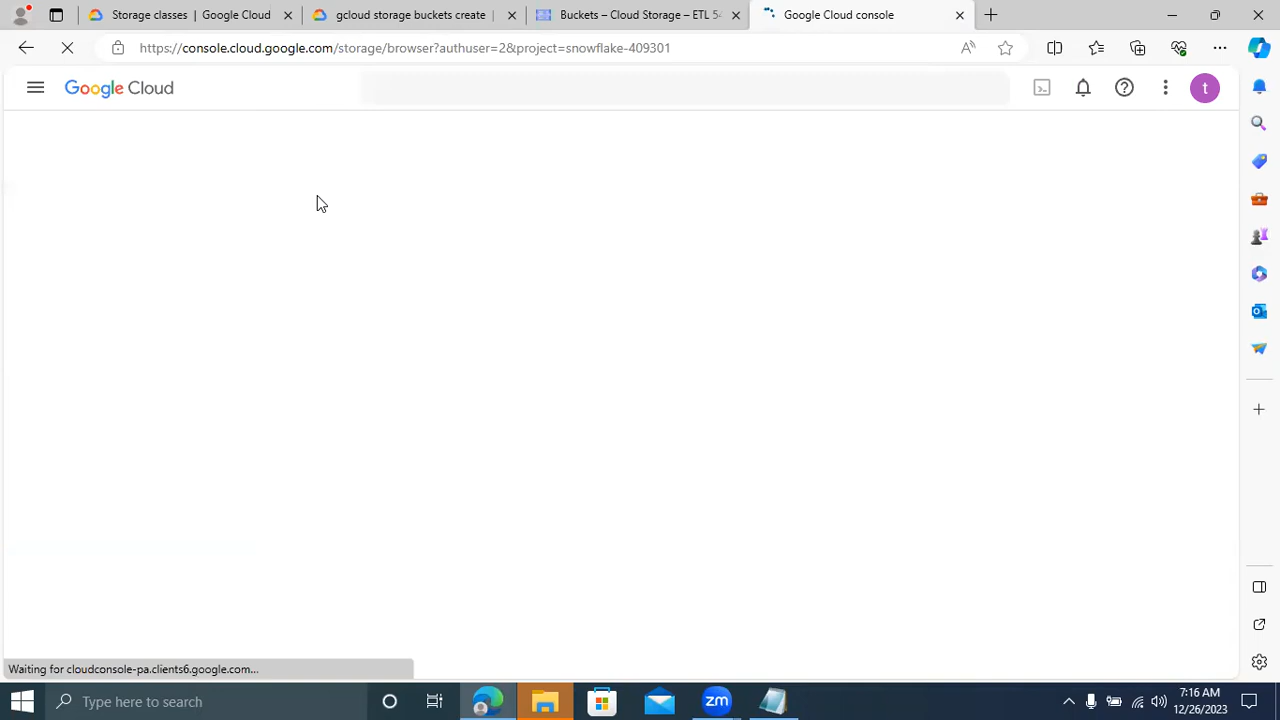 Storage classes | Google Cloud
gcloud storage buckets create |
Buckets – Cloud Storage – ETL 5
Google Cloud console
https://console.cloud.google.com/storage/browser?authuser=2&project=snowflake-409301
Google Cloud
t
Waiting for cloudconsole-pa.clients6.google.com...
Type here to search
zm
7:16 AM
12/26/2023